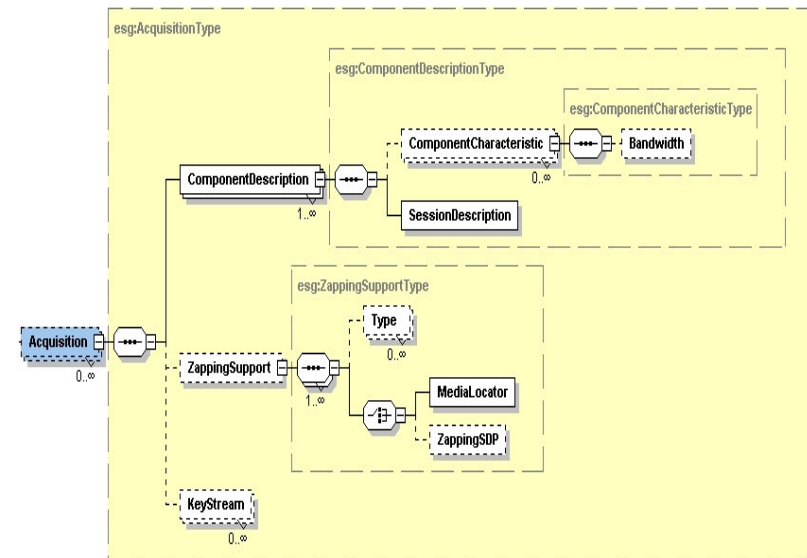 esg:AcquisitionType
esg:ComponentDescriptionType
esg:ComponentCharacteristicType
ComponentCharacteristic
Bandwidth
0..∞
ComponentDescription
1..∞
SessionDescription
esg:ZappingSupportType
Type
0..∞
Acquisition
0..∞
ZappingSupport
1..∞
MediaLocator
ZappingSDP
KeyStream
0..∞